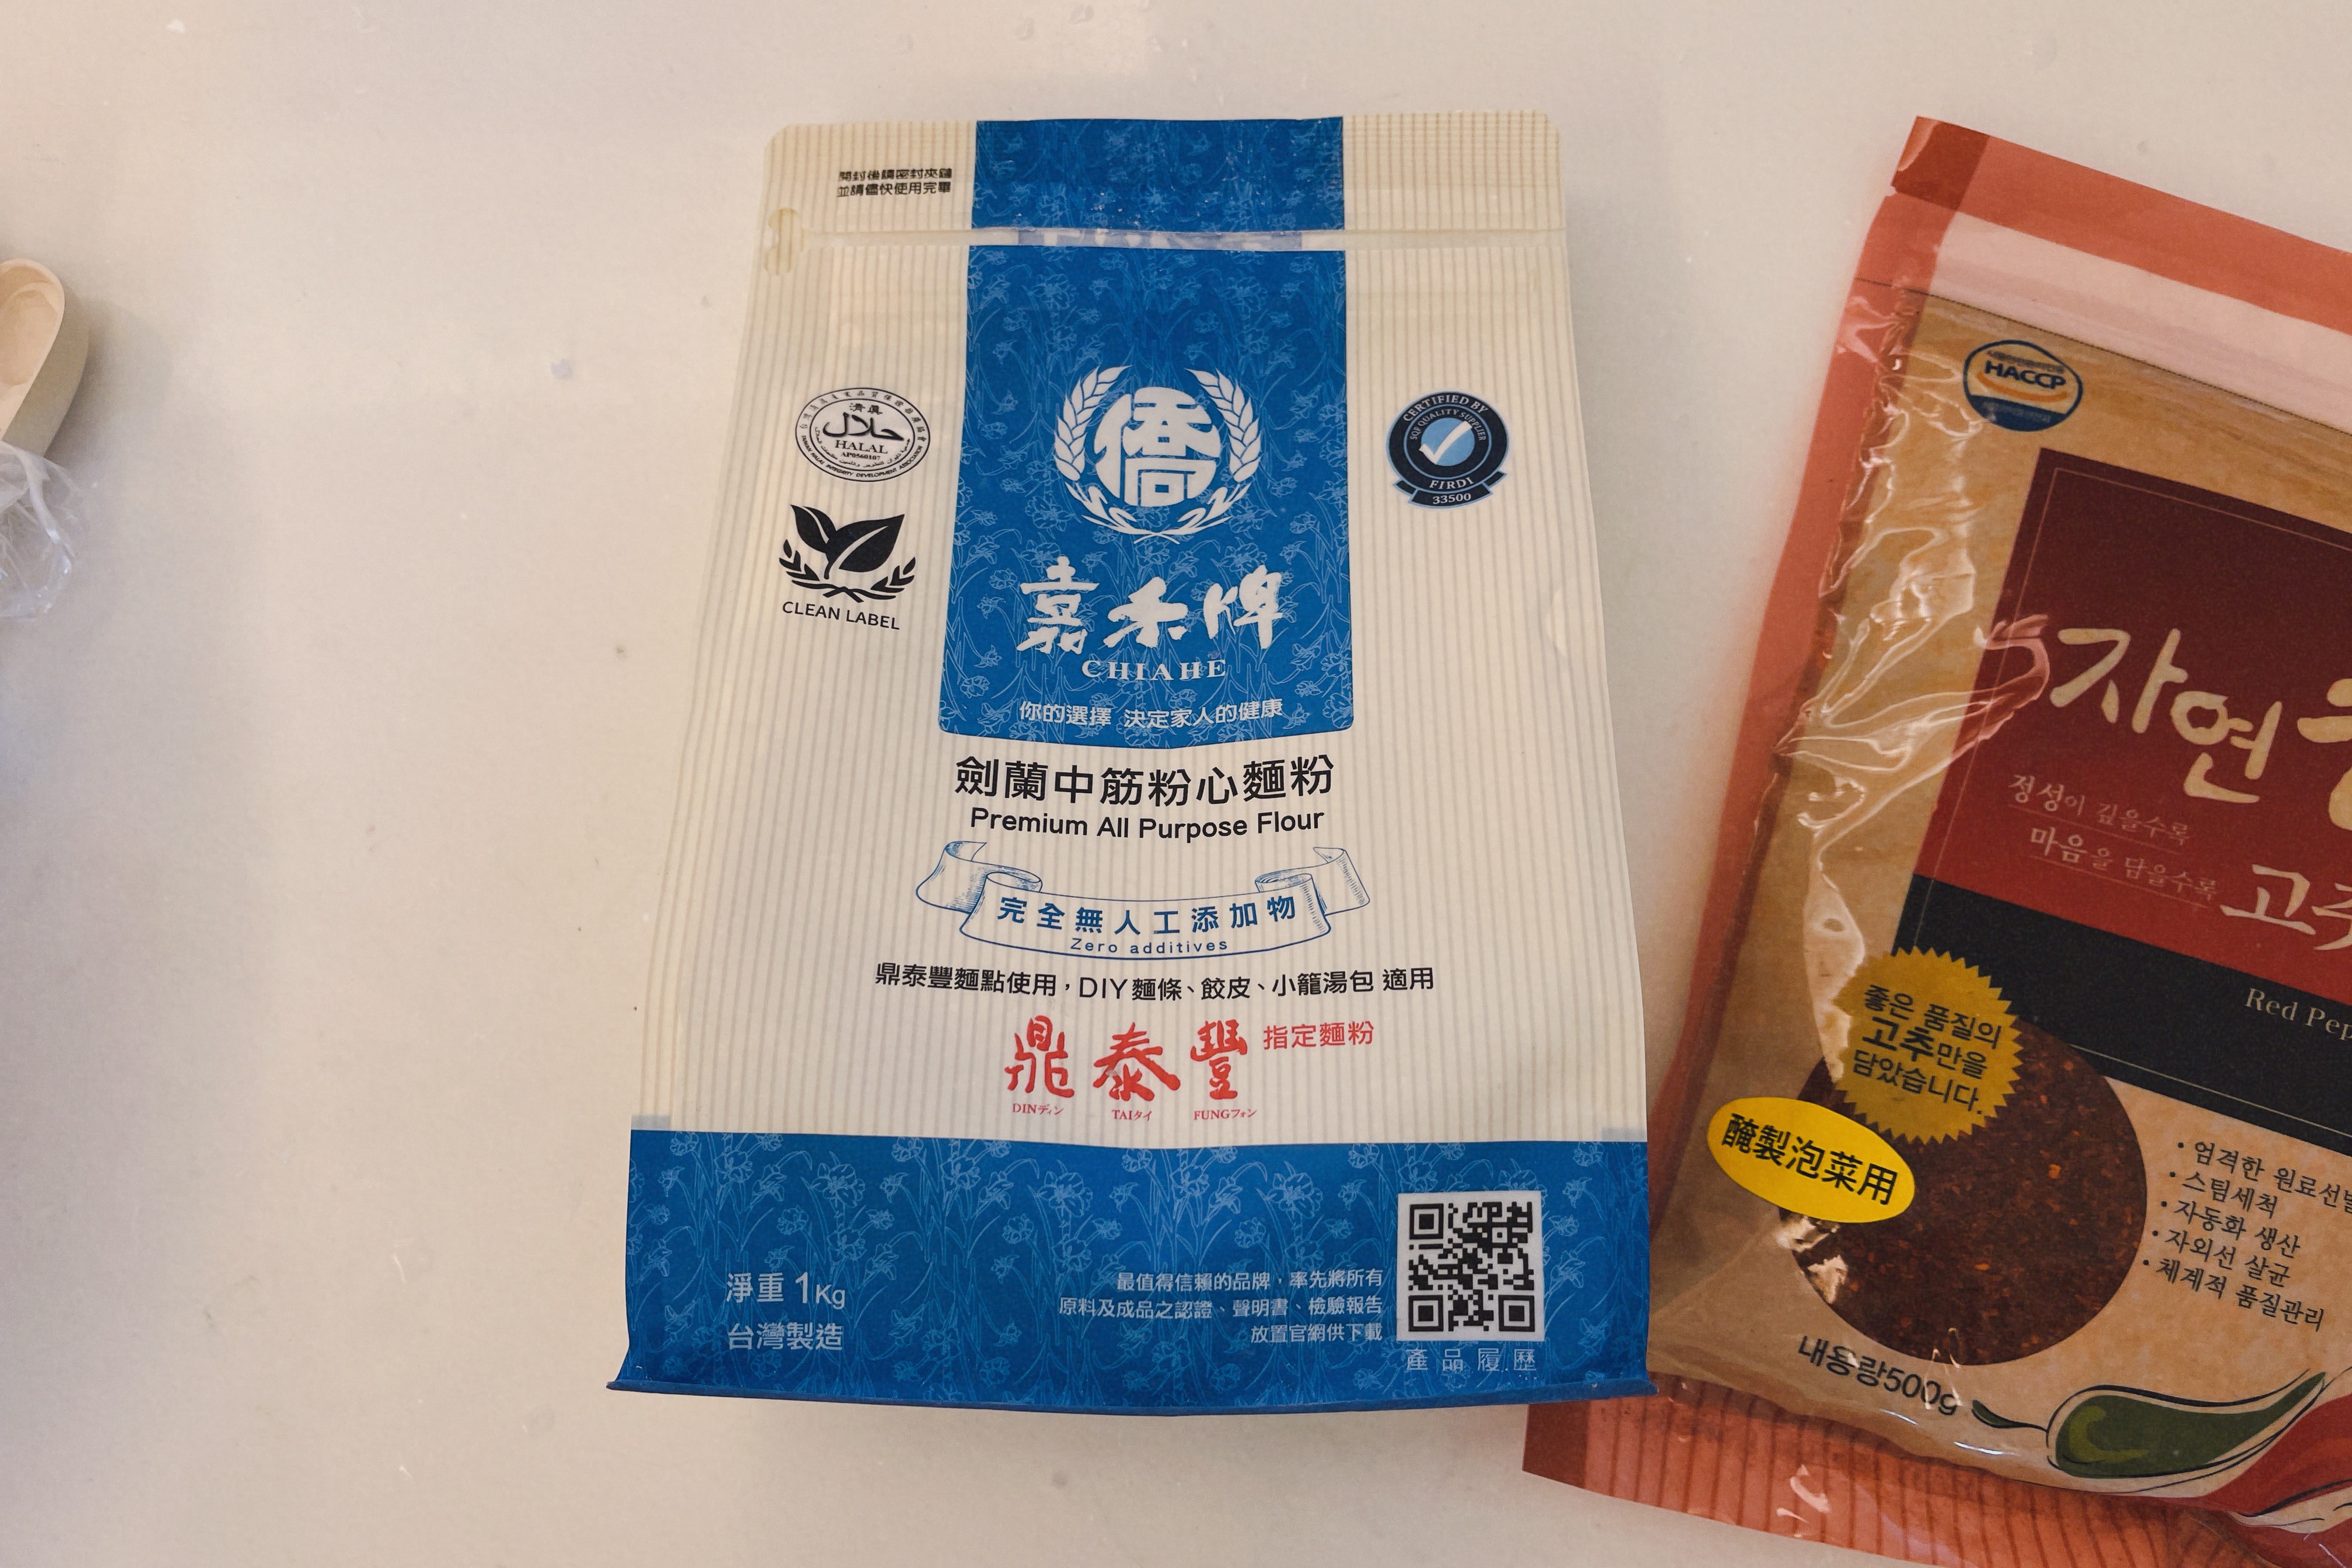 開封後請密封夾鏈
並請儘快使用完畢
清真
حلال
HALAL
AP0560107
CLEAN LABEL
CERTIFIED BY
SQF QUALITY SUPPLIER
FIRDI
33500
僑
嘉禾牌
CHIAHE
你的選擇 決定家人的健康
劍蘭中筋粉心麵粉
Premium All Purpose Flour
完全無人工添加物
Zero additives
鼎泰豐麵點使用，DIY麵條、餃皮、小籠湯包 適用
鼎泰豐 指定麵粉
DINディン TAIタイ FUNGフォン
淨重 1Kg
台灣製造
最值得信賴的品牌，率先將所有
原料及成品之認證、聲明書、檢驗報告
放置官網供下載
產品履歷
HACCP
자연
정성이 깊을수록
마음을 담을수록
고추
Red Pep
좋은 품질의
고추만을
담았습니다.
醃製泡菜用
• 엄격한 원료선별
• 스팀세척
• 자동화 생산
• 자외선 살균
• 체계적 품질관리
내용량500g